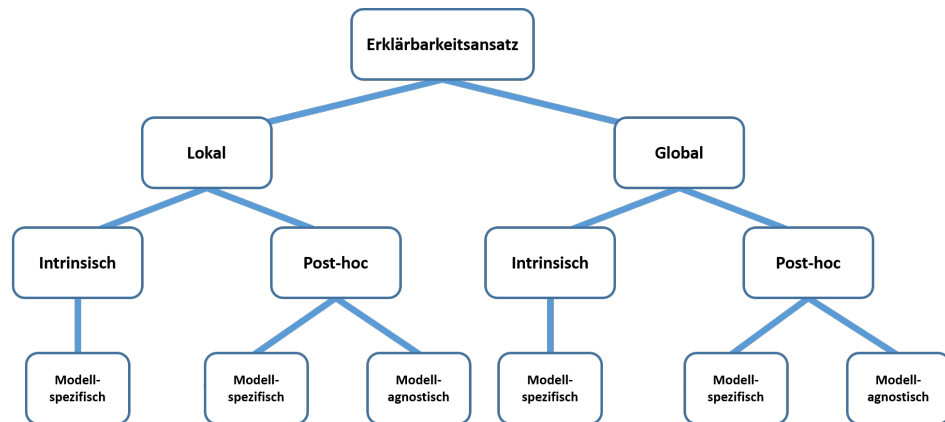 Erklärbarkeitsansatz
Lokal
Global
Intrinsisch
Post-hoc
Intrinsisch
Post-hoc
Modell-
spezifisch
Modell-
spezifisch
Modell-
agnostisch
Modell-
spezifisch
Modell-
spezifisch
Modell-
agnostisch